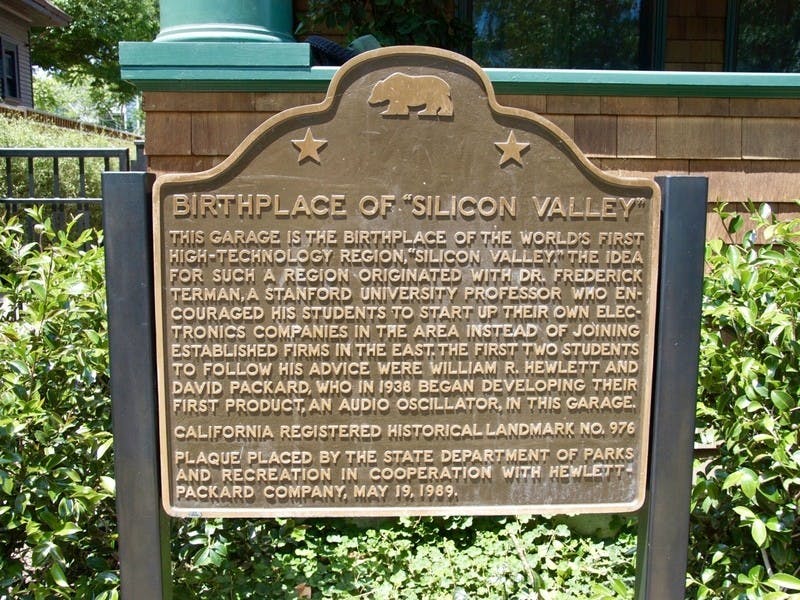 BIRTHPLACE OF "SILICON VALLEY"
THIS GARAGE IS THE BIRTHPLACE OF THE WORLD'S FIRST
HIGH-TECHNOLOGY REGION, "SILICON VALLEY." THE IDEA
FOR SUCH A REGION ORIGINATED WITH DR. FREDERICK
TERMAN, A STANFORD UNIVERSITY PROFESSOR WHO EN-
COURAGED HIS STUDENTS TO START UP THEIR OWN ELEC-
TRONICS COMPANIES IN THE AREA INSTEAD OF JOINING
ESTABLISHED FIRMS IN THE EAST. THE FIRST TWO STUDENTS
TO FOLLOW HIS ADVICE WERE WILLIAM R. HEWLETT AND
DAVID PACKARD, WHO IN 1938 BEGAN DEVELOPING THEIR
FIRST PRODUCT, AN AUDIO OSCILLATOR, IN THIS GARAGE.
CALIFORNIA REGISTERED HISTORICAL LANDMARK NO. 976
PLAQUE PLACED BY THE STATE DEPARTMENT OF PARKS
AND RECREATION IN COOPERATION WITH HEWLETT-
PACKARD COMPANY, MAY 19, 1989.